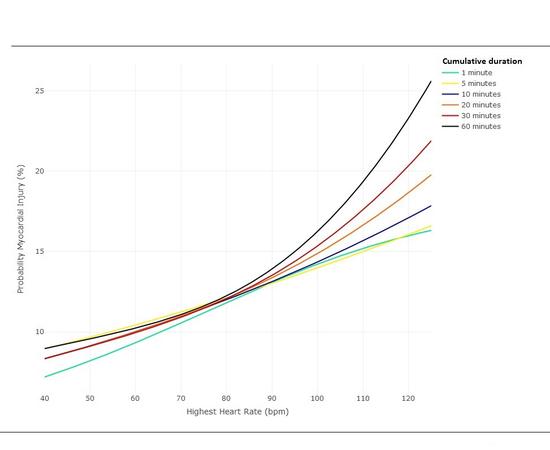 Cumulative duration
1 minute
5 minutes
10 minutes
20 minutes
30 minutes
60 minutes
Probability Myocardial Injury (%)
25
20
15
10
40 50 60 70 80 90 100 110 120
Highest Heart Rate (bpm)